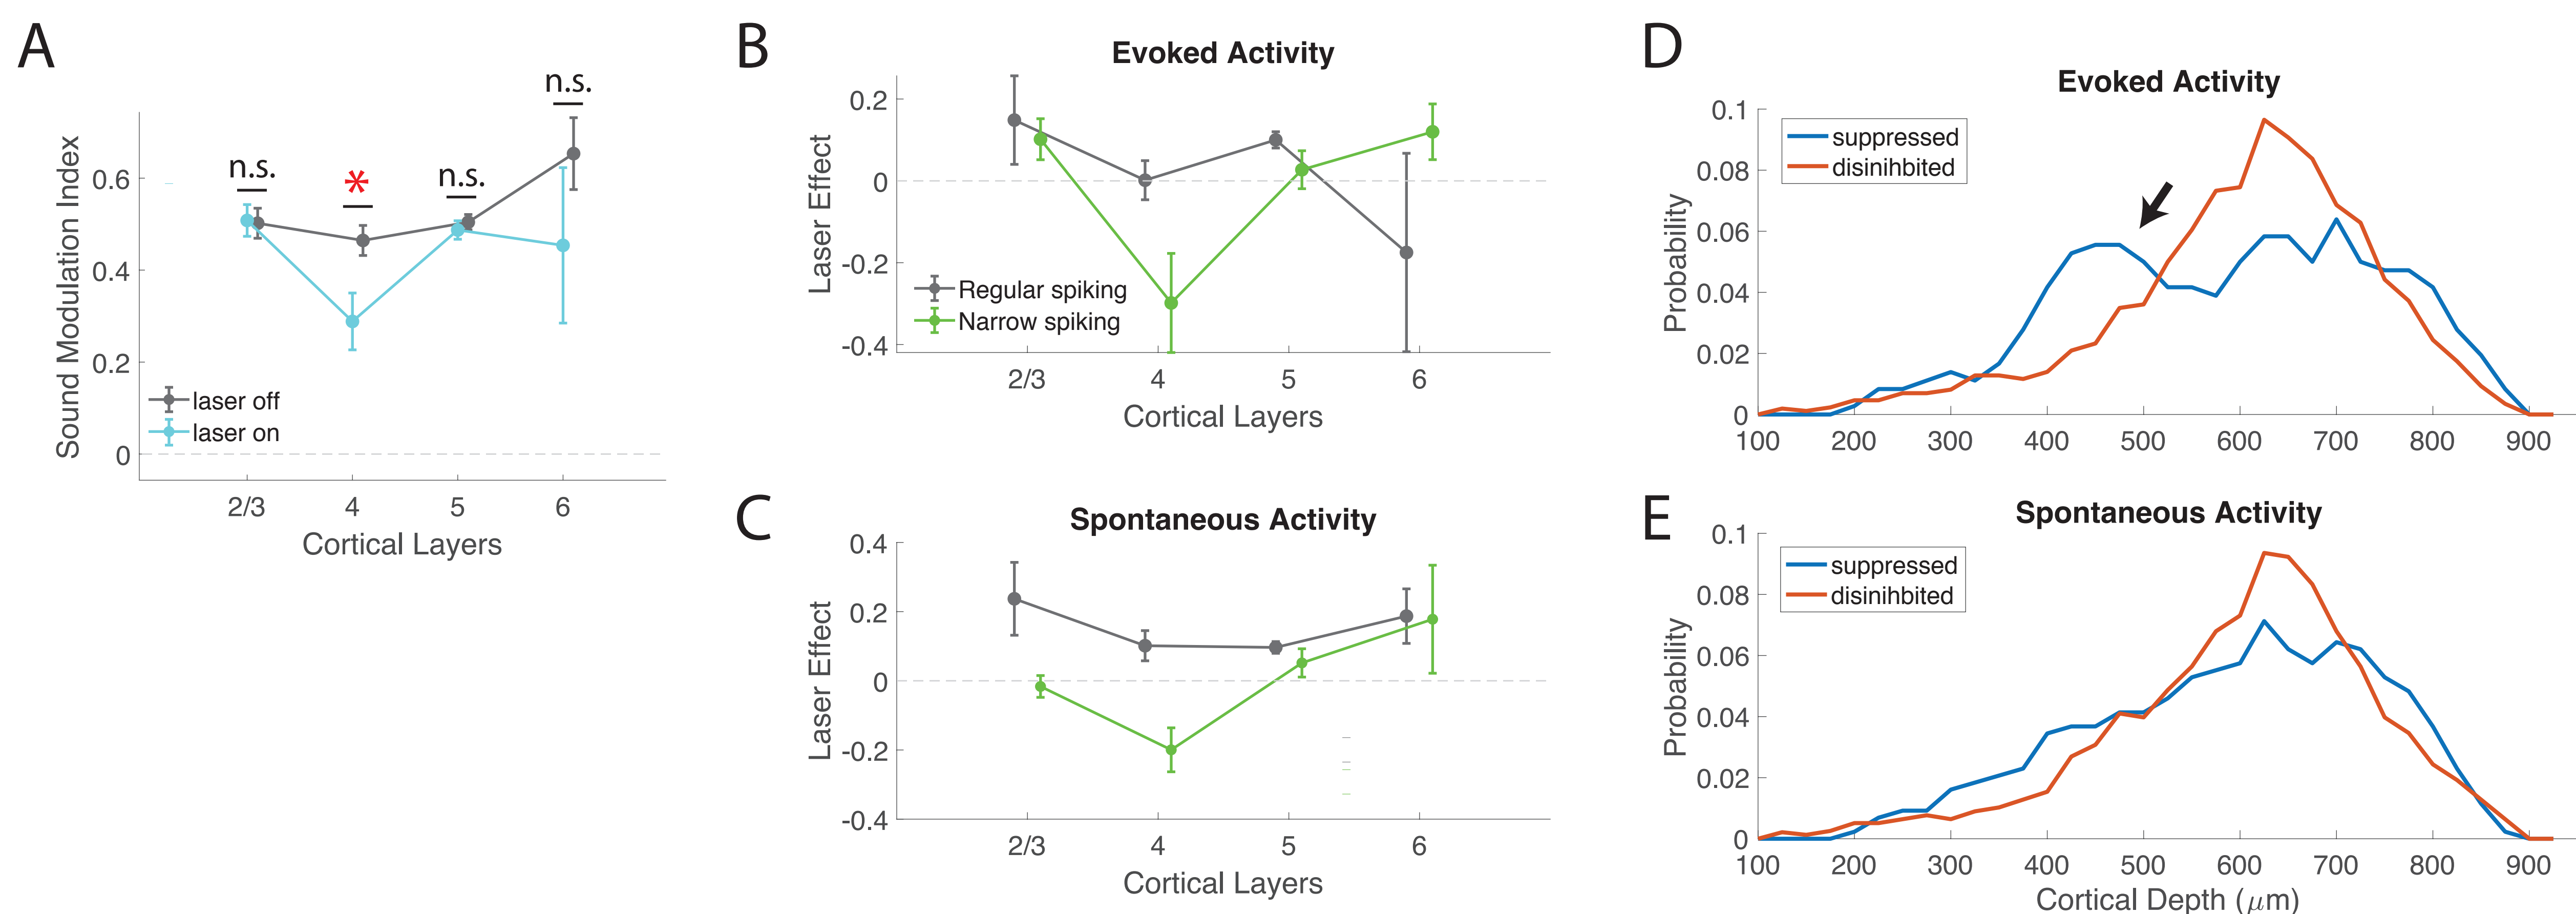 A
n.s.
n.s.
*
n.s.
Sound Modulation Index
0.6
0.4
0.2
0
laser off
laser on
2/3 4 5 6
Cortical Layers
B
Evoked Activity
Laser Effect
0.2
0
-0.2
-0.4
Regular spiking
Narrow spiking
2/3 4 5 6
Cortical Layers
C
Spontaneous Activity
Laser Effect
0.4
0.2
0
-0.2
-0.4
2/3 4 5 6
Cortical Layers
D
Evoked Activity
Probability
0.1
0.08
0.06
0.04
0.02
0
suppressed
disinihbited
100 200 300 400 500 600 700 800 900
E
Spontaneous Activity
Probability
0.1
0.08
0.06
0.04
0.02
0
suppressed
disinihbited
100 200 300 400 500 600 700 800 900
Cortical Depth (μm)